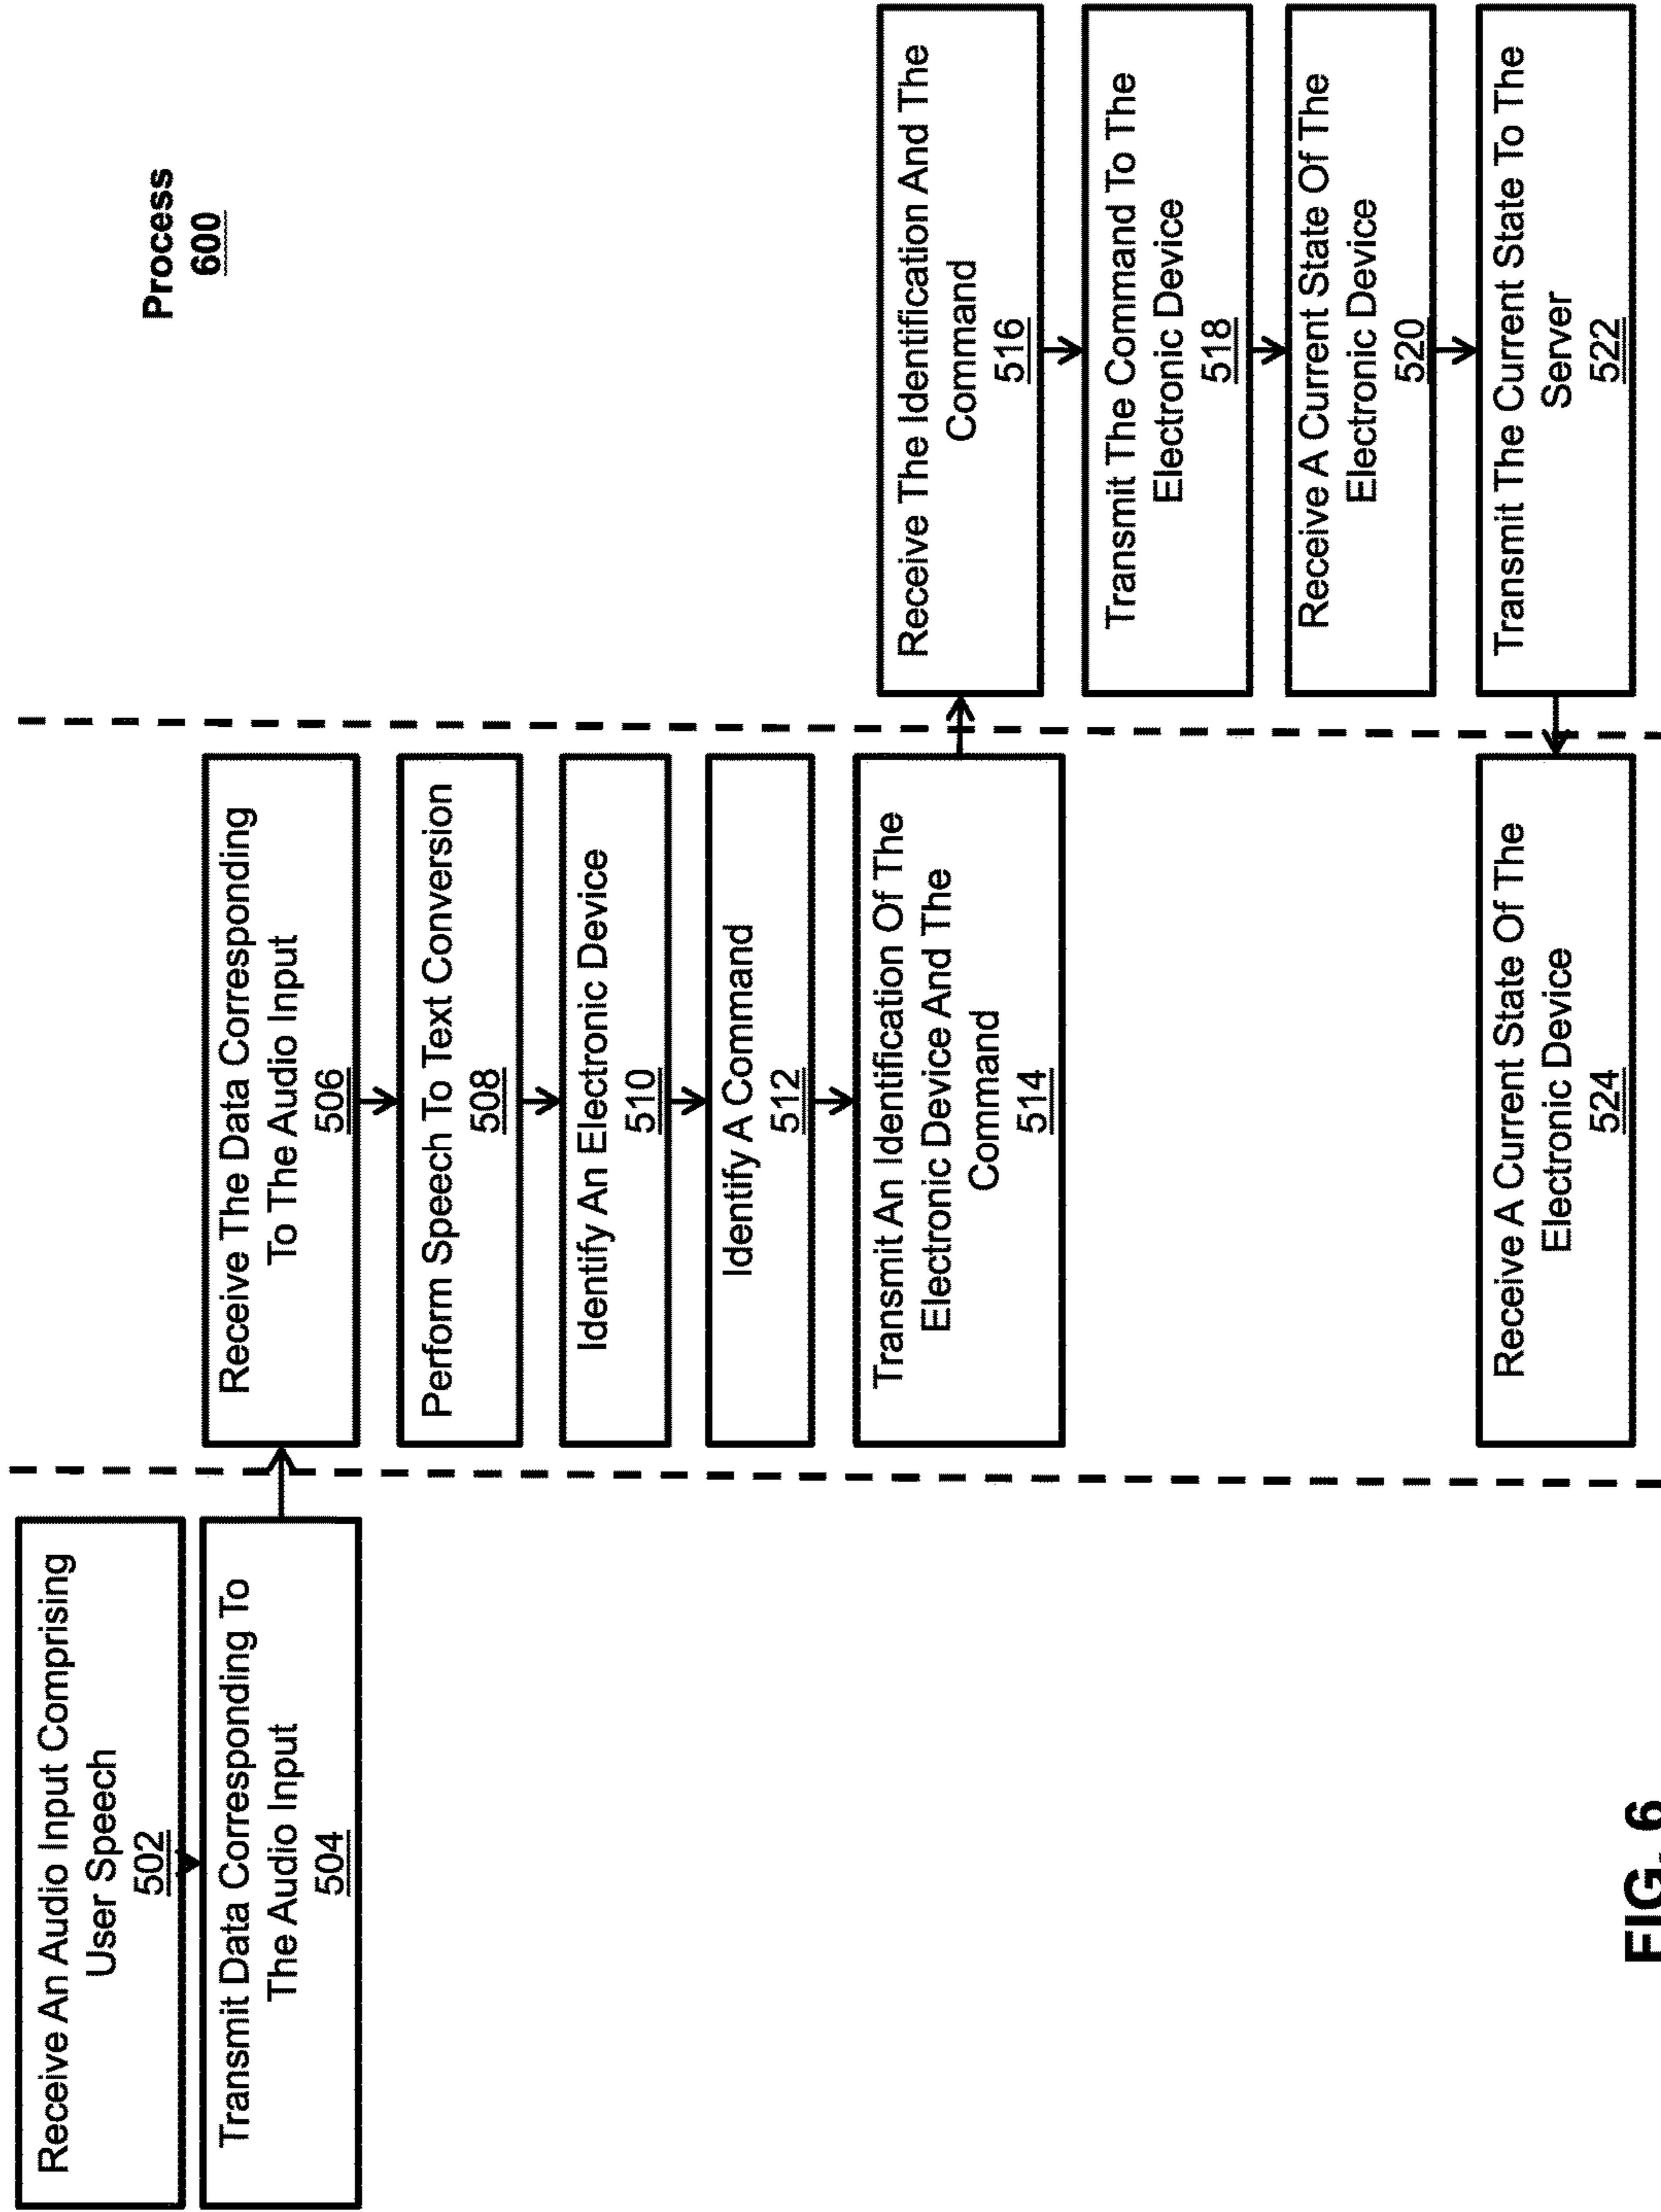 Process
600
Receive An Audio Input Comprising
User Speech
502
Transmit Data Corresponding To
The Audio Input
504
Receive The Data Corresponding
To The Audio Input
506
Perform Speech To Text Conversion
508
Identify An Electronic Device
510
Identify A Command
512
Transmit An Identification Of The
Electronic Device And The
Command
514
Receive The Identification And The
Command
516
Transmit The Command To The
Electronic Device
518
Receive A Current State Of The
Electronic Device
520
Transmit The Current State To The
Server
522
Receive A Current State Of The
Electronic Device
524
FIG. 6